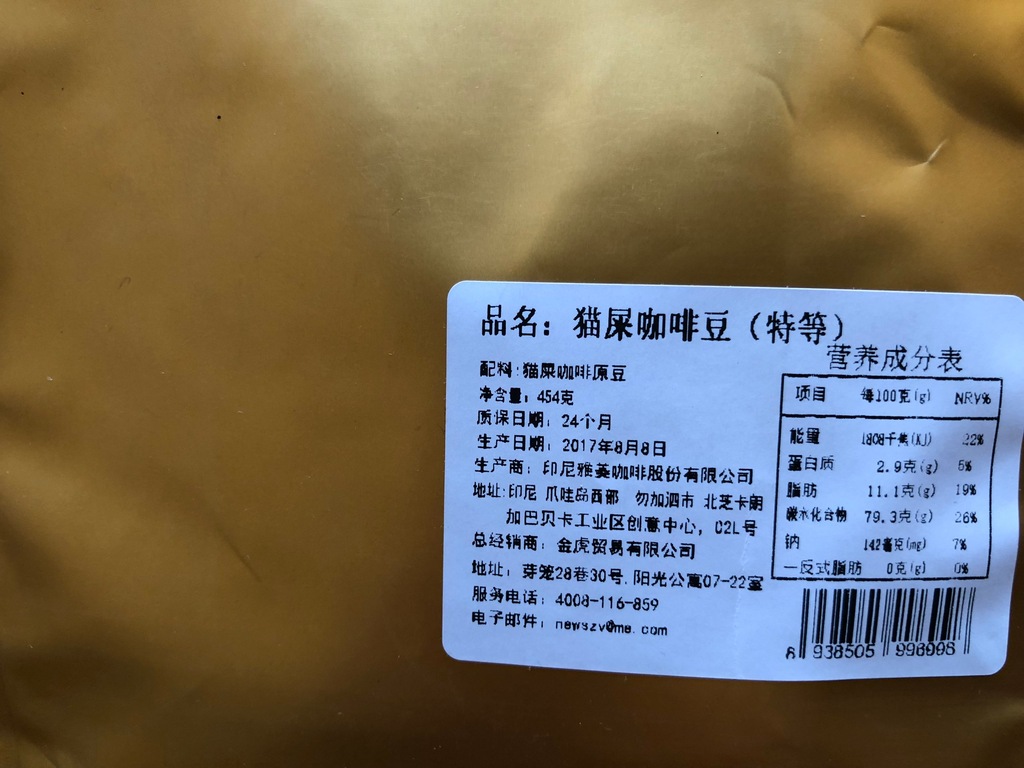 品名：猫屎咖啡豆（特等）
配料：猫屎咖啡原豆
净含量：454克
质保日期：24个月
生产日期：2017年8月8日
生产商：印尼雅美咖啡股份有限公司
地址：印尼 爪哇岛西部 勿加泗市 北芝卡朗
加巴贝卡工业区创意中心，C2L号
总经销商：金虎贸易有限公司
地址：芽笼28巷30号，阳光公寓07-22室
服务电话：4008-116-859
电子邮件：newszv@me.com
营养成分表
项目 每100克(g) NRV%
能量 1808千焦(KJ) 22%
蛋白质 2.9克(g) 5%
脂肪 11.1克(g) 19%
碳水化合物 79.3克(g) 26%
钠 142毫克(mg) 7%
一反式脂肪 0克(g) 0%
6 938505